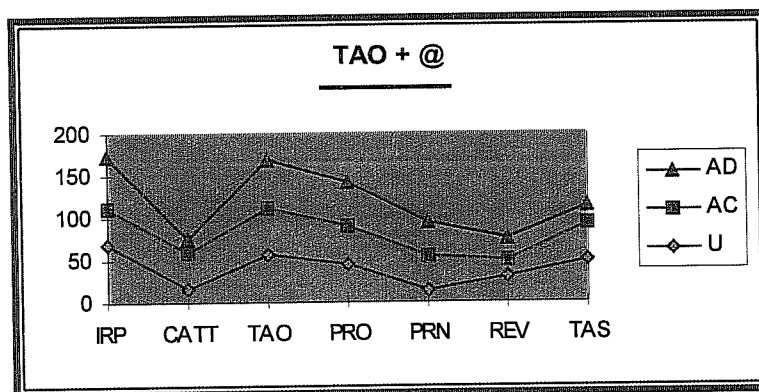 TAO + @
200
150
100
50
0
IRP CATT TAO PRO PRN REV TAS
AD
AC
U